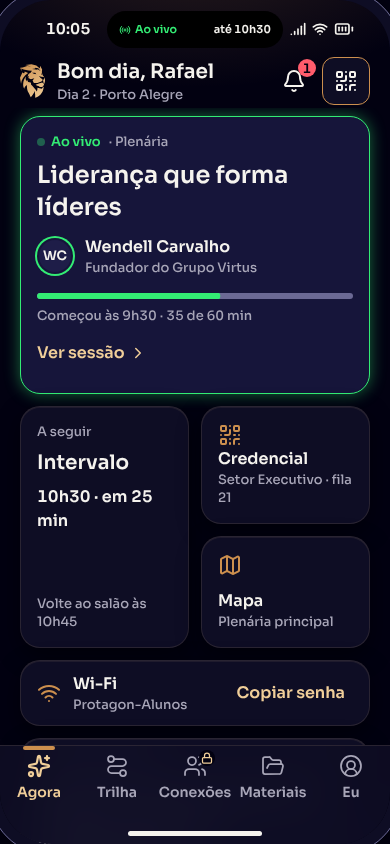 10:05
Ao vivo
até 10h30
Bom dia, Rafael
Dia 2 · Porto Alegre
1
Ao vivo · Plenária
Liderança que forma
líderes
WC
Wendell Carvalho
Fundador do Grupo Virtus
Começou às 9h30 · 35 de 60 min
Ver sessão
A seguir
Intervalo
10h30 · em 25
min
Volte ao salão às
10h45
Credencial
Setor Executivo · fila
21
Mapa
Plenária principal
Wi-Fi
Protagon-Alunos
Copiar senha
Agora
Trilha
Conexões
Materiais
Eu